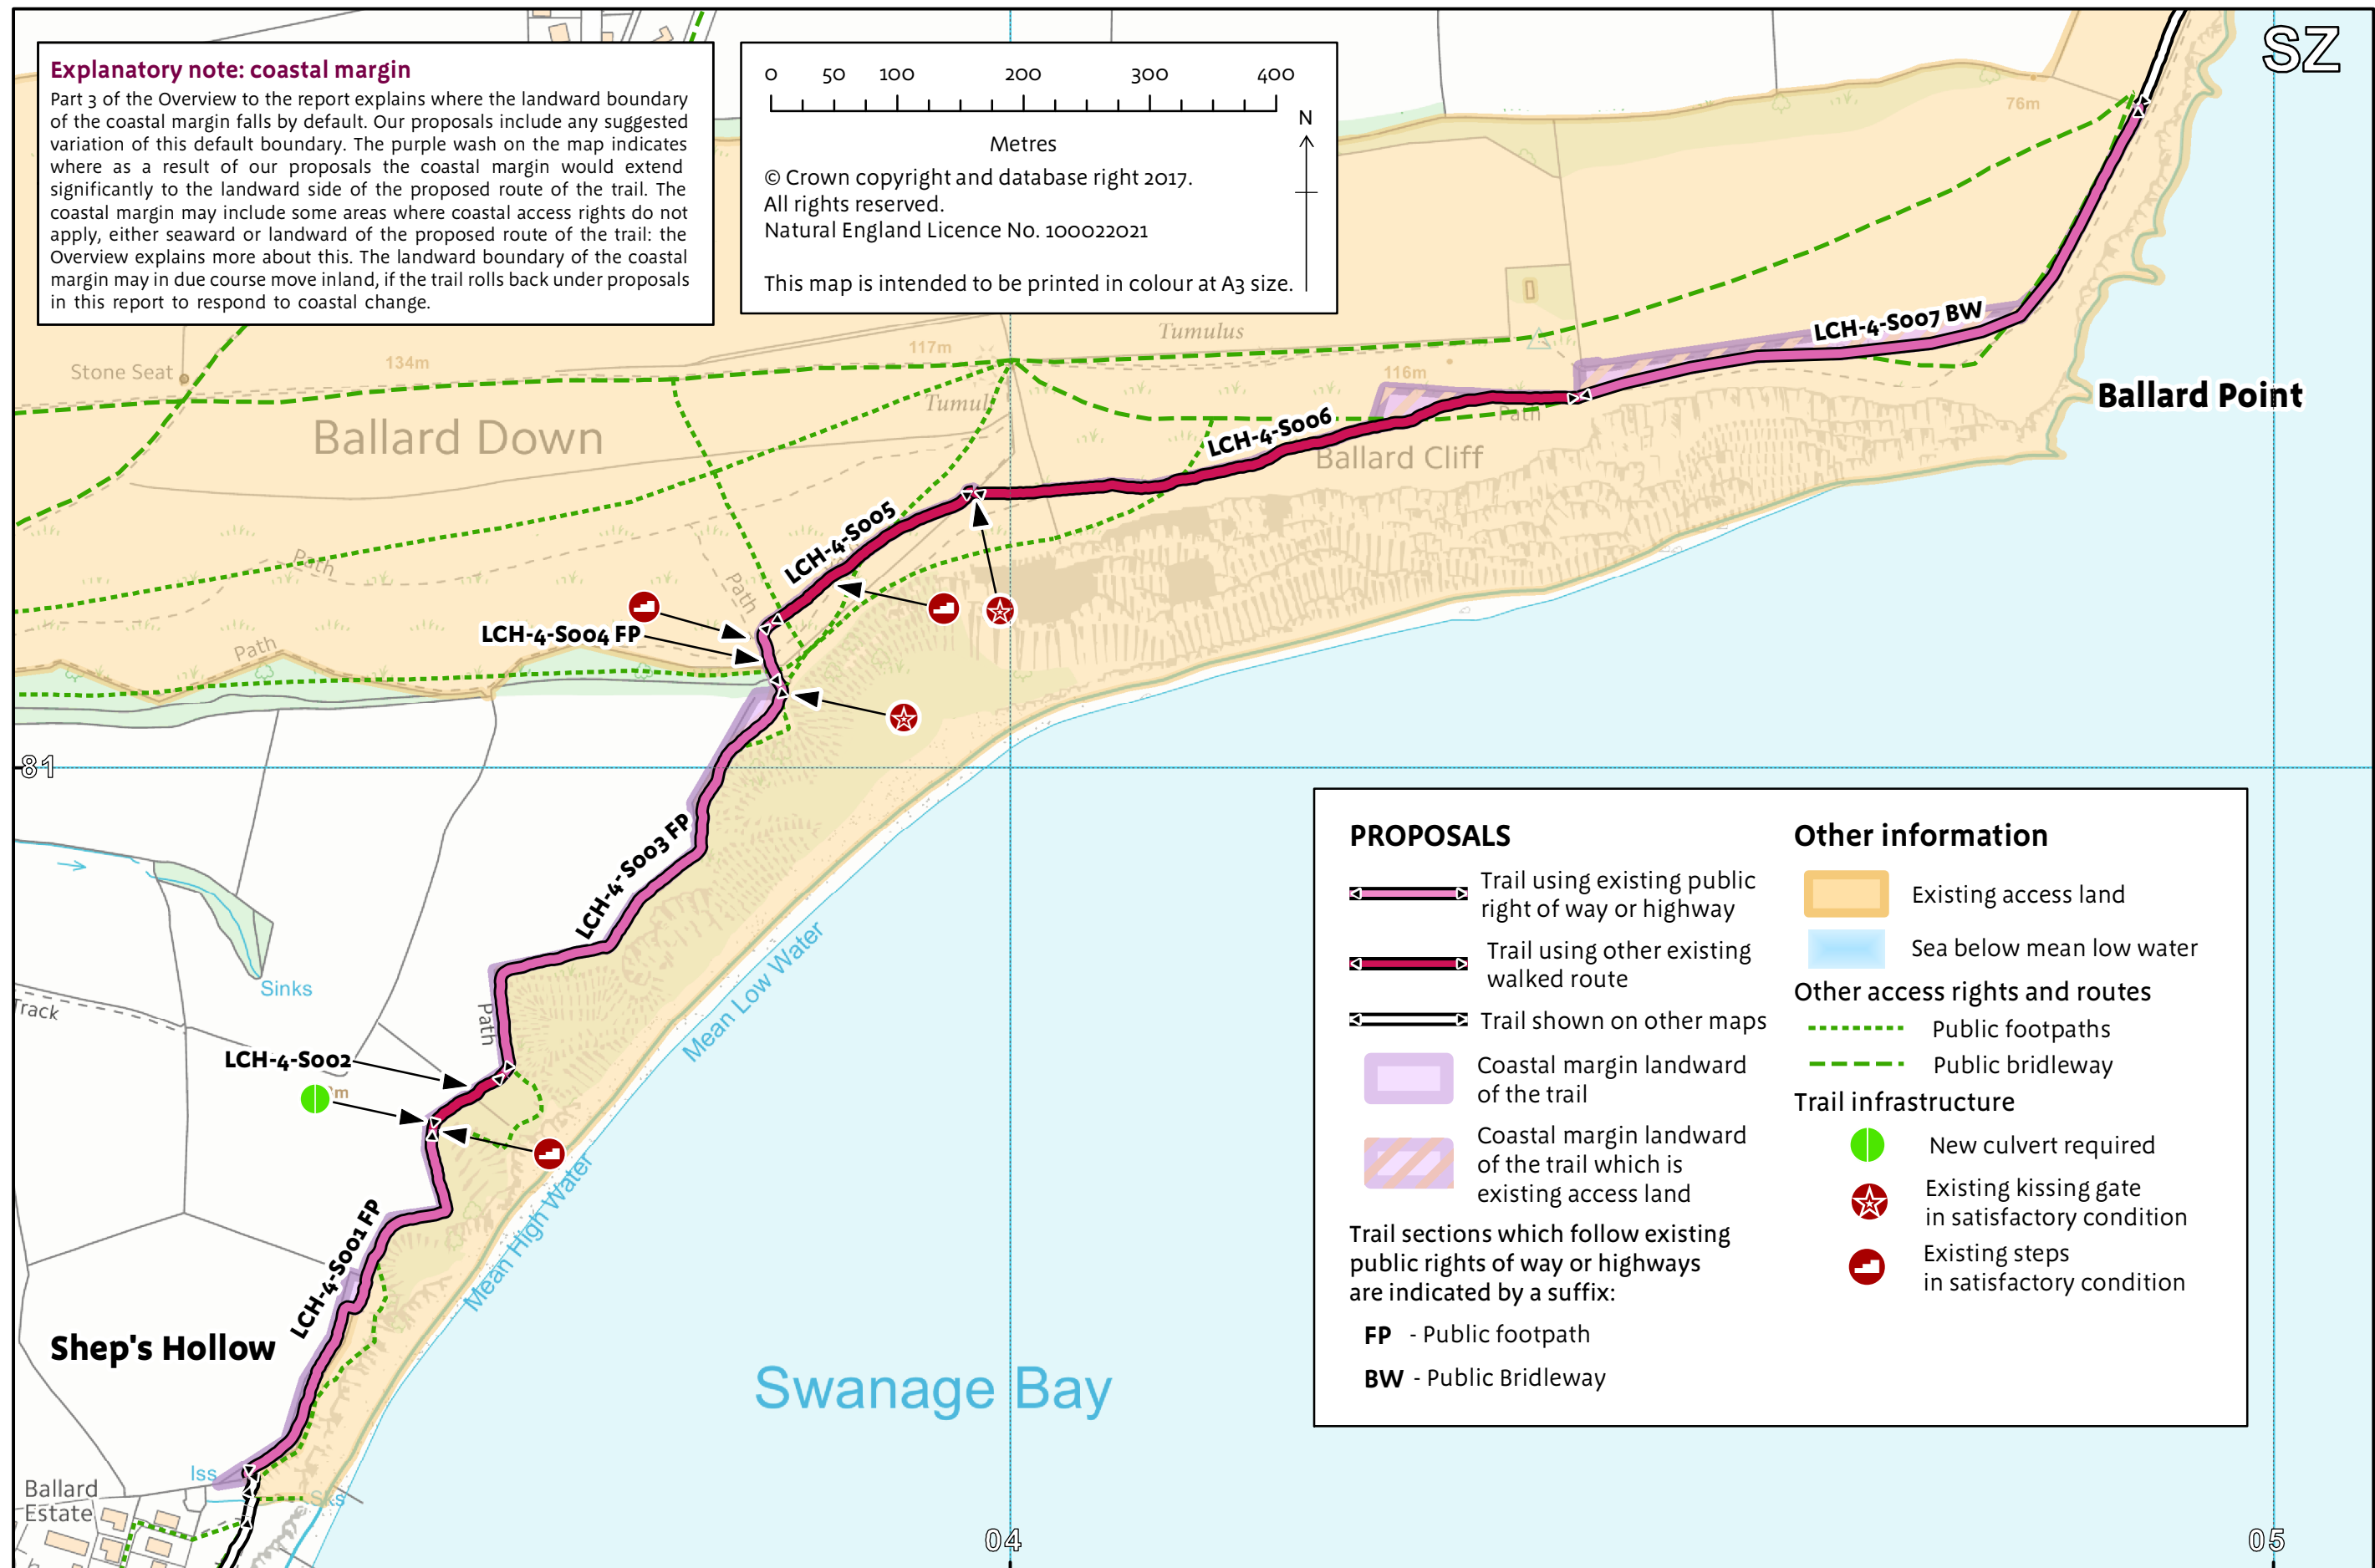 SZ
Explanatory note: coastal margin
Part 3 of the Overview to the report explains where the landward boundary
of the coastal margin falls by default. Our proposals include any suggested
variation of this default boundary. The purple wash on the map indicates
where as a result of our proposals the coastal margin would extend
significantly to the landward side of the proposed route of the trail. The
coastal margin may include some areas where coastal access rights do not
apply, either seaward or landward of the proposed route of the trail: the
Overview explains more about this. The landward boundary of the coastal
margin may in due course move inland, if the trail rolls back under proposals
in this report to respond to coastal change.
0 50 100 200 300 400
Metres
N
© Crown copyright and database right 2017.
All rights reserved.
Natural England Licence No. 100022021
This map is intended to be printed in colour at A3 size.
76m
LCH-4-S007 BW
Tumulus
117m
134m
Stone Seat
116m
Ballard Point
Tumuli
Path
LCH-4-S006
Ballard Down
Ballard Cliff
LCH-4-S005
Path
Path
LCH-4-S004 FP
Path
81
LCH-4-S003 FP
Mean Low Water
Sinks
Track
Path
LCH-4-S002
m
Mean High Water
LCH-4-S001 FP
Shep's Hollow
Swanage Bay
Iss
Ballard
Estate
Sks
04
05
PROPOSALS
Trail using existing public
right of way or highway
Trail using other existing
walked route
Trail shown on other maps
Coastal margin landward
of the trail
Coastal margin landward
of the trail which is
existing access land
Trail sections which follow existing
public rights of way or highways
are indicated by a suffix:
FP - Public footpath
BW - Public Bridleway
Other information
Existing access land
Sea below mean low water
Other access rights and routes
Public footpaths
Public bridleway
Trail infrastructure
New culvert required
Existing kissing gate
in satisfactory condition
Existing steps
in satisfactory condition